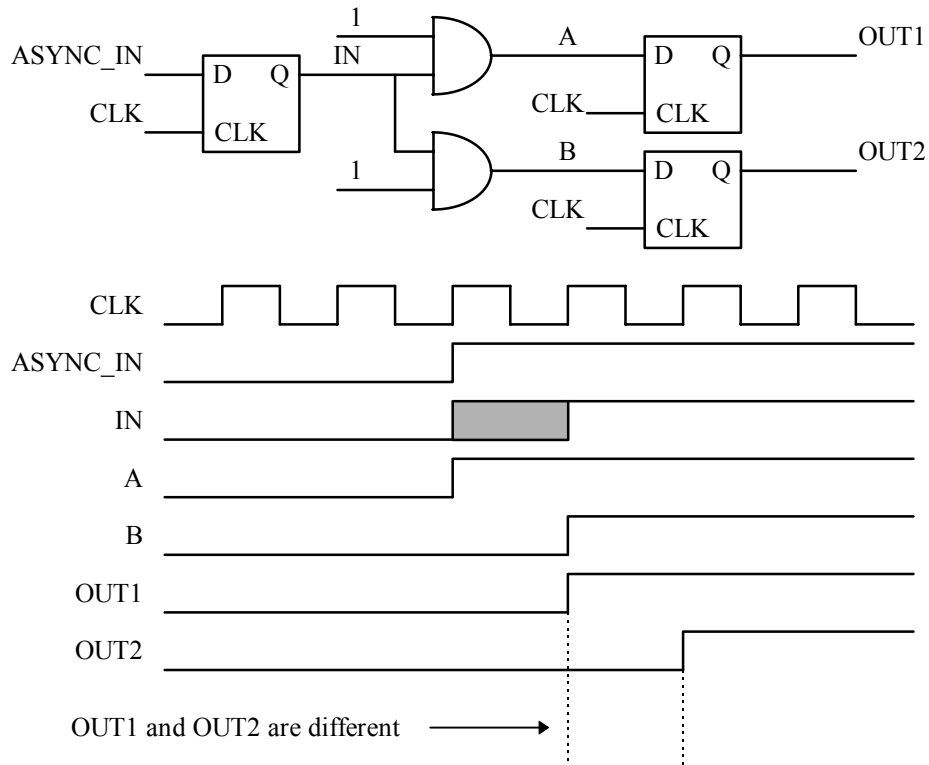 1
ASYNC_IN IN A OUT1
D Q D Q
CLK CLK
CLK CLK
B OUT2
1 D Q
CLK
CLK
CLK
ASYNC_IN
IN
A
B
OUT1
OUT2
OUT1 and OUT2 are different